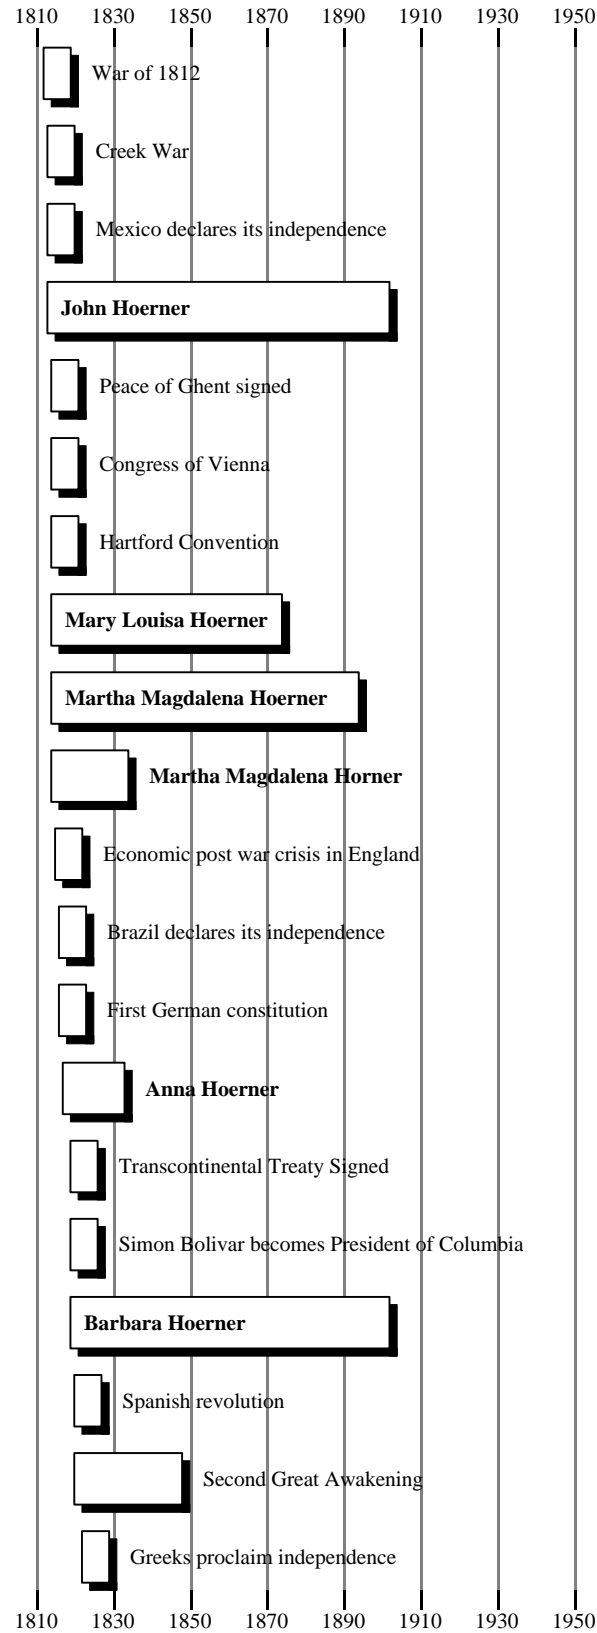 1810 1830 1850 1870 1890 1910 1930 1950
War of 1812
Creek War
Mexico declares its independence
John Hoerner
Peace of Ghent signed
Congress of Vienna
Hartford Convention
Mary Louisa Hoerner
Martha Magdalena Hoerner
Martha Magdalena Horner
Economic post war crisis in England
Brazil declares its independence
First German constitution
Anna Hoerner
Transcontinental Treaty Signed
Simon Bolivar becomes President of Columbia
Barbara Hoerner
Spanish revolution
Second Great Awakening
Greeks proclaim independence
1810 1830 1850 1870 1890 1910 1930 1950